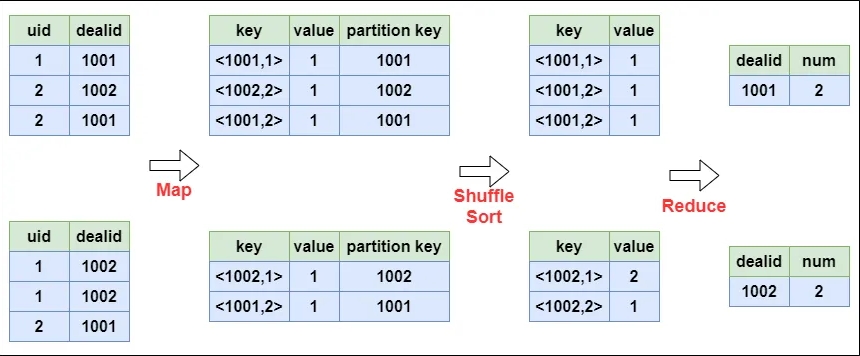 uid dealid
1 1001
2 1002
2 1001
key value partition key
<1001,1> 1 1001
<1002,2> 1 1002
<1001,2> 1 1001
key value
<1001,1> 1
<1001,2> 1
<1001,2> 1
dealid num
1001 2
Map
Shuffle
Sort
Reduce
uid dealid
1 1002
1 1002
2 1001
key value partition key
<1002,1> 1 1002
<1001,2> 1 1001
key value
<1002,1> 2
<1002,2> 1
dealid num
1002 2